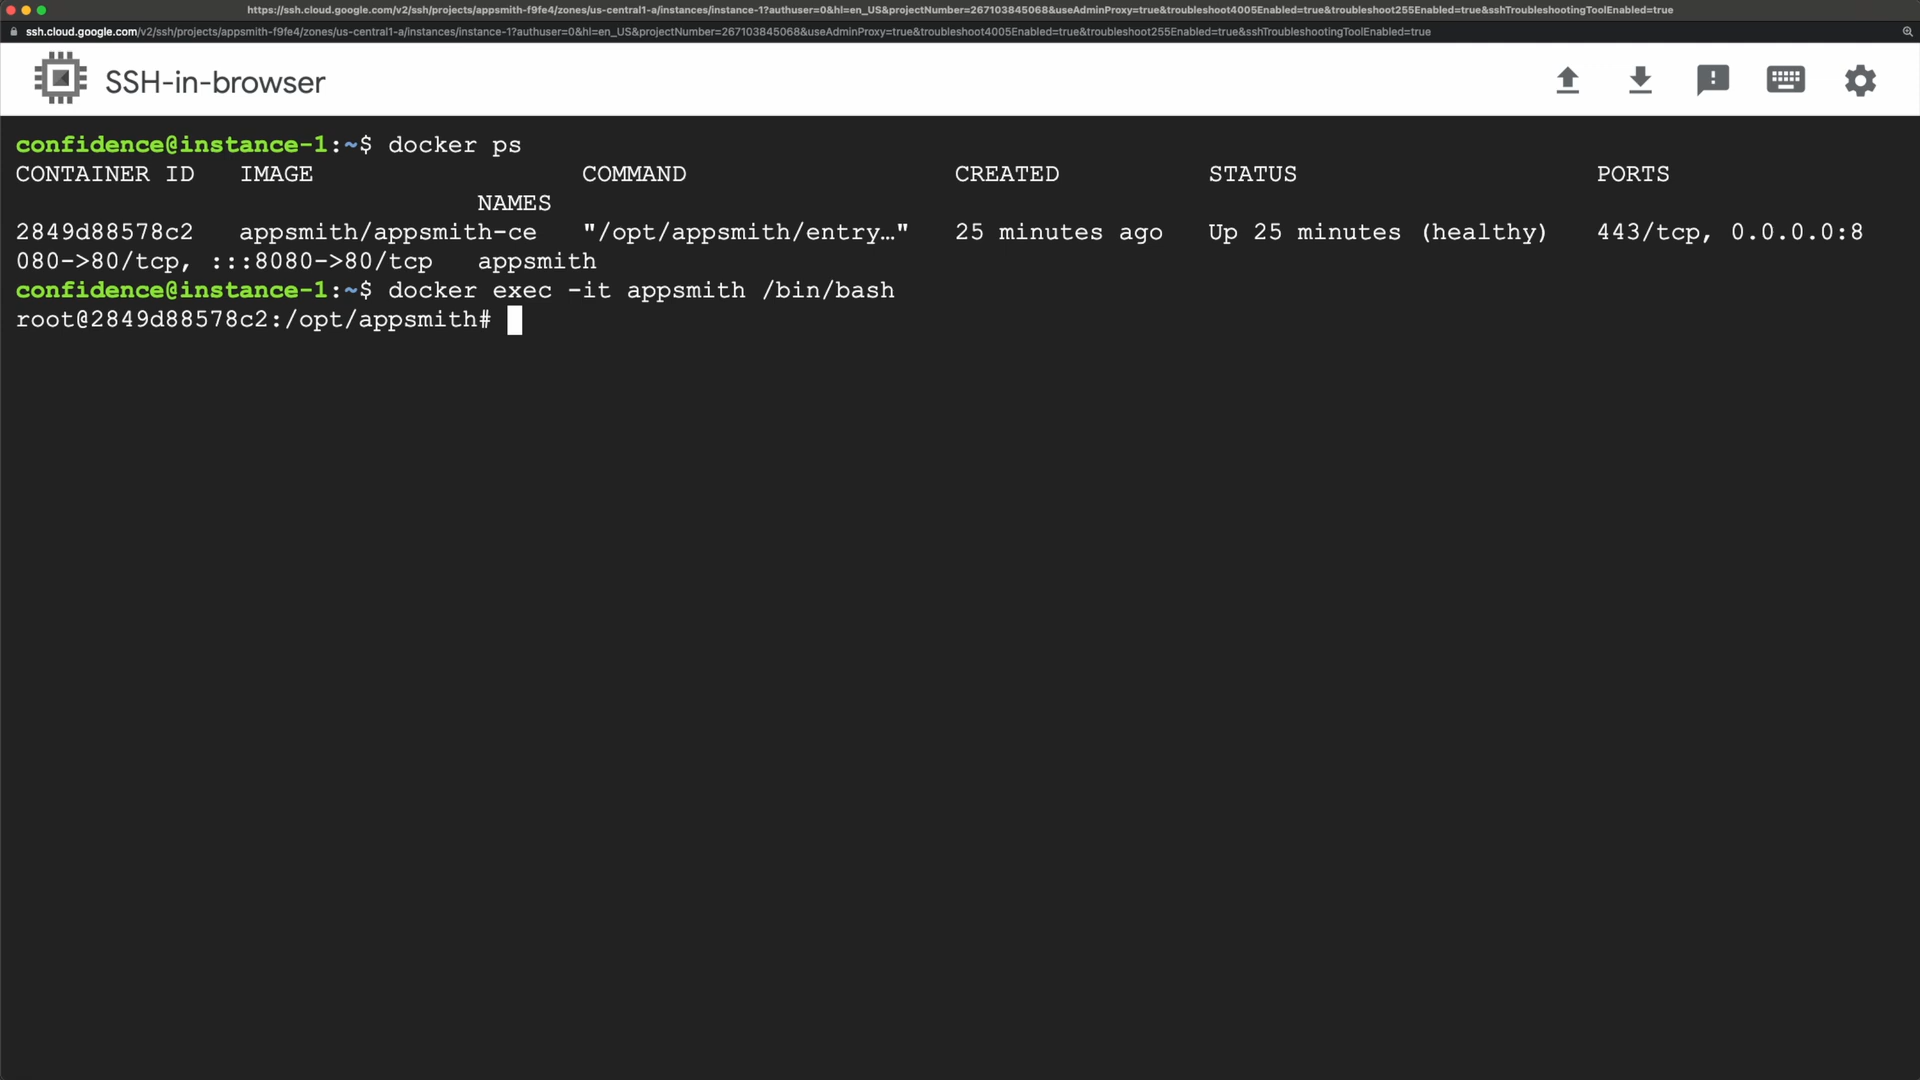 https://ssh.cloud.google.com/v2/ssh/projects/appsmith-f9fe4/zones/us-central1-a/instances/instance-1?authuser=0&hl=en_US&projectNumber=267103845068&useAdminProxy=true&troubleshoot4005Enabled=true&troubleshoot255Enabled=true&sshTroubleshootingToolEnabled=true
ssh.cloud.google.com/v2/ssh/projects/appsmith-f9fe4/zones/us-central1-a/instances/instance-1?authuser=0&hl=en_US&projectNumber=267103845068&useAdminProxy=true&troubleshoot4005Enabled=true&troubleshoot255Enabled=true&sshTroubleshootingToolEnabled=true
SSH-in-browser
confidence@instance-1:~$ docker ps
CONTAINER ID   IMAGE                  COMMAND                  CREATED          STATUS                    PORTS
NAMES
2849d88578c2   appsmith/appsmith-ce   "/opt/appsmith/entry…"   25 minutes ago   Up 25 minutes (healthy)   443/tcp, 0.0.0.0:8
080->80/tcp, :::8080->80/tcp   appsmith
confidence@instance-1:~$ docker exec -it appsmith /bin/bash
root@2849d88578c2:/opt/appsmith#